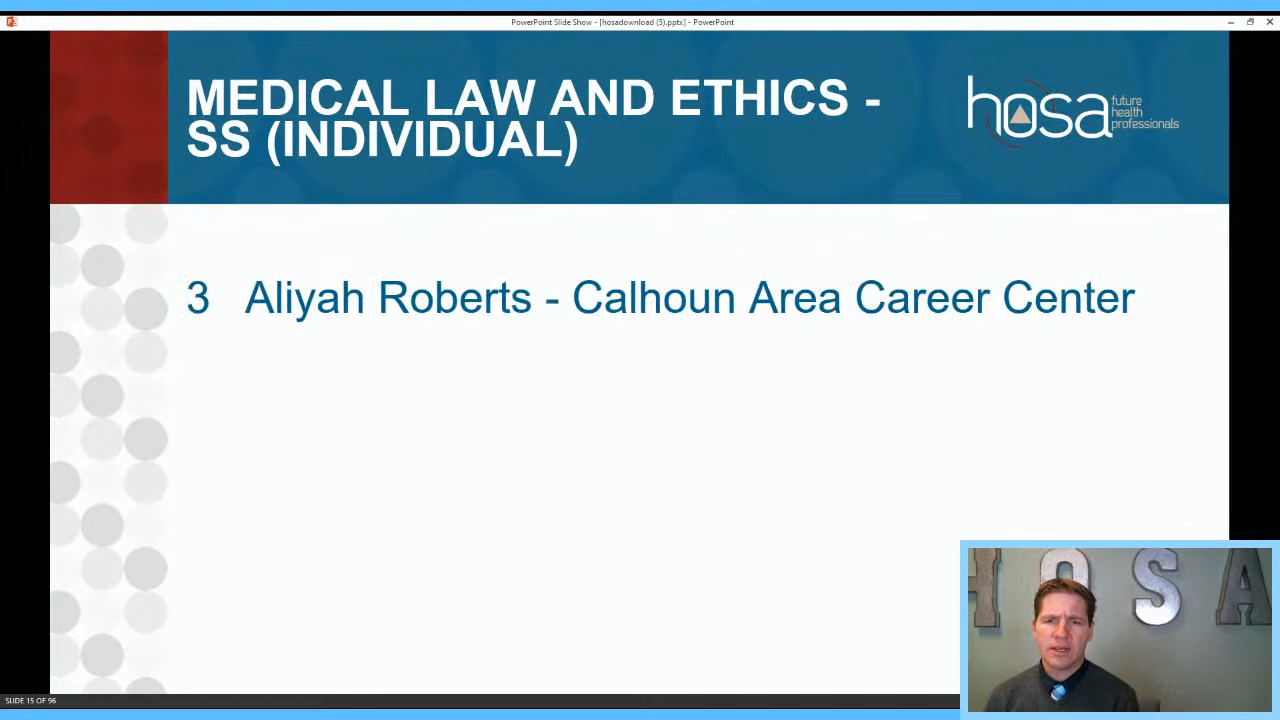 PowerPoint Slide Show - [hosadownload (5).pptx] - PowerPoint
MEDICAL LAW AND ETHICS -
SS (INDIVIDUAL)
hosa
future
health
professionals
3 Aliyah Roberts - Calhoun Area Career Center
HOSA
SLIDE 15 OF 96